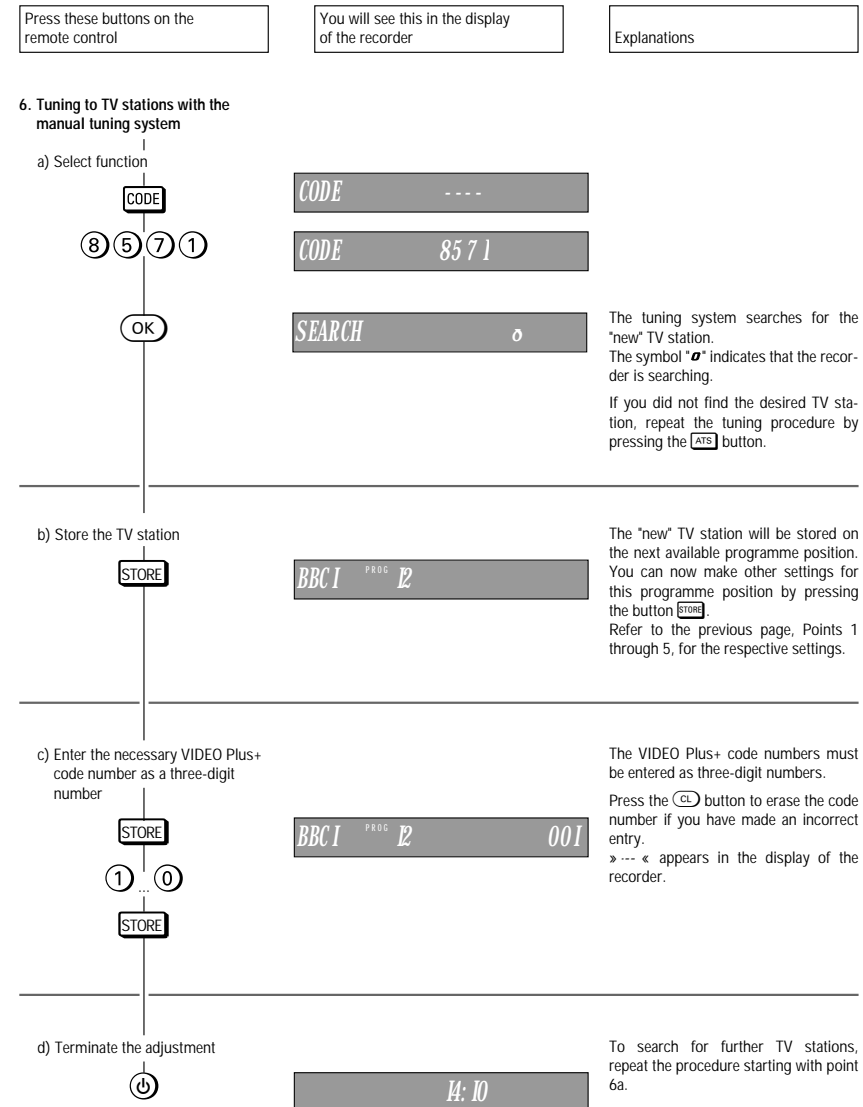 Press these buttons on the
remote control
You will see this in the display
of the recorder
Explanations
6. Tuning to TV stations with the
manual tuning system
a) Select function
CODE
CODE ----
8 5 7 1
CODE 8571
OK
SEARCH
The tuning system searches for the
"new" TV station.
The symbol "" indicates that the recor-
der is searching.
If you did not find the desired TV sta-
tion, repeat the tuning procedure by
pressing the ATS button.
b) Store the TV station
STORE
BBC1 PROG 12
The "new" TV station will be stored on
the next available programme position.
You can now make other settings for
this programme position by pressing
the button STORE.
Refer to the previous page, Points 1
through 5, for the respective settings.
c) Enter the necessary VIDEO Plus+
code number as a three-digit
number
STORE
BBC1 PROG 12 001
1 ... 0
STORE
The VIDEO Plus+ code numbers must
be entered as three-digit numbers.
Press the CL button to erase the code
number if you have made an incorrect
entry.
» --- « appears in the display of the
recorder.
d) Terminate the adjustment
14:10
To search for further TV stations,
repeat the procedure starting with point
6a.